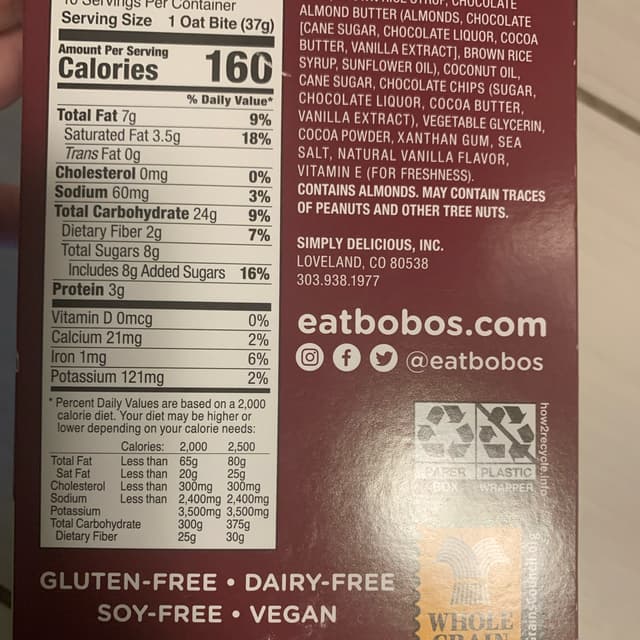 10 Servings Per Container
Serving Size 1 Oat Bite (37g)
Amount Per Serving
Calories 160
% Daily Value*
Total Fat 7g 9%
Saturated Fat 3.5g 18%
Trans Fat 0g
Cholesterol 0mg 0%
Sodium 60mg 3%
Total Carbohydrate 24g 9%
Dietary Fiber 2g 7%
Total Sugars 8g
Includes 8g Added Sugars 16%
Protein 3g
Vitamin D 0mcg 0%
Calcium 21mg 2%
Iron 1mg 6%
Potassium 121mg 2%
* Percent Daily Values are based on a 2,000
calorie diet. Your diet may be higher or
lower depending on your calorie needs:
Calories: 2,000 2,500
Total Fat Less than 65g 80g
Sat Fat Less than 20g 25g
Cholesterol Less than 300mg 300mg
Sodium Less than 2,400mg 2,400mg
Potassium 3,500mg 3,500mg
Total Carbohydrate 300g 375g
Dietary Fiber 25g 30g
CHOCOLATE
ALMOND BUTTER (ALMONDS, CHOCOLATE
[CANE SUGAR, CHOCOLATE LIQUOR, COCOA
BUTTER, VANILLA EXTRACT], BROWN RICE
SYRUP, SUNFLOWER OIL), COCONUT OIL,
CANE SUGAR, CHOCOLATE CHIPS (SUGAR,
CHOCOLATE LIQUOR, COCOA BUTTER,
VANILLA EXTRACT), VEGETABLE GLYCERIN,
COCOA POWDER, XANTHAN GUM, SEA
SALT, NATURAL VANILLA FLAVOR,
VITAMIN E (FOR FRESHNESS).
CONTAINS ALMONDS. MAY CONTAIN TRACES
OF PEANUTS AND OTHER TREE NUTS.
SIMPLY DELICIOUS, INC.
LOVELAND, CO 80538
303.938.1977
eatbobos.com
@eatbobos
PAPER PLASTIC
BOX WRAPPER
how2recycle.info
GLUTEN-FREE • DAIRY-FREE
SOY-FREE • VEGAN
WHOLE
GRAIN